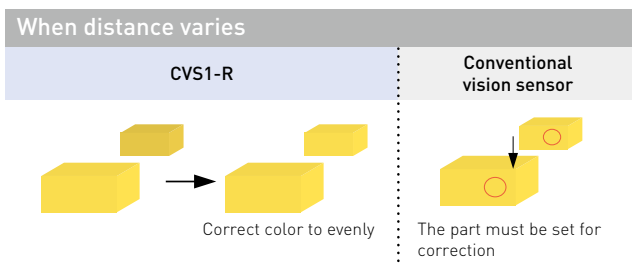 When distance varies
CVS1-R
Conventional
vision sensor
Correct color to evenly
The part must be set for
correction